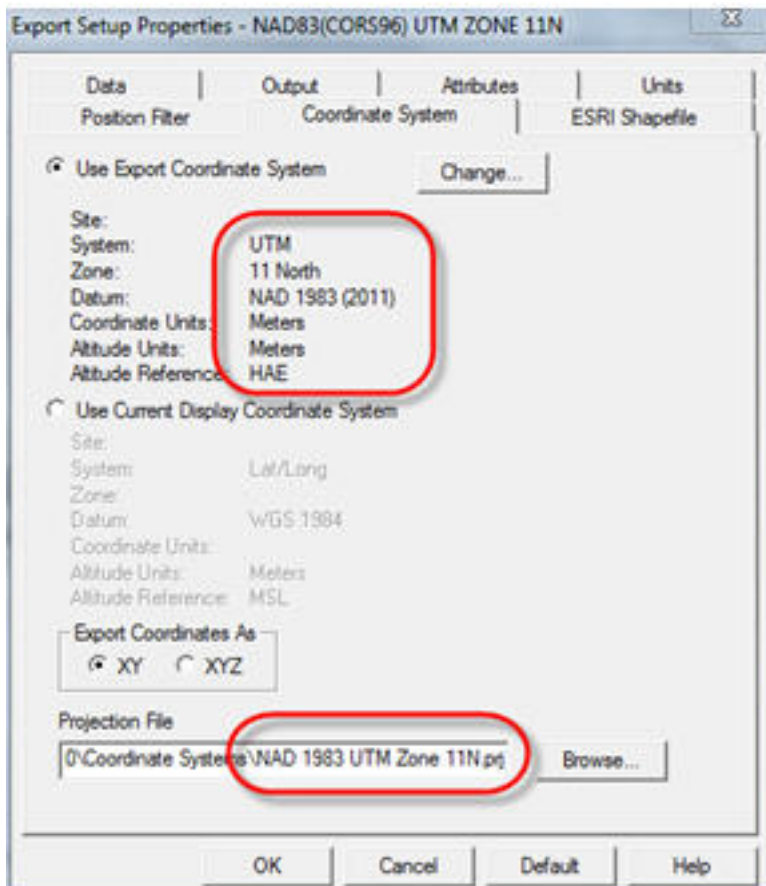 Export Setup Properties - NAD83(CORS96) UTM ZONE 11N
Data Output Attributes Units
Position Filter Coordinate System ESRI Shapefile
Use Export Coordinate System Change...
Site:
System: UTM
Zone: 11 North
Datum: NAD 1983 (2011)
Coordinate Units: Meters
Altitude Units: Meters
Altitude Reference: HAE
Use Current Display Coordinate System
Site:
System: Lat/Long
Zone:
Datum: WGS 1984
Coordinate Units:
Altitude Units: Meters
Altitude Reference: MSL
Export Coordinates As
XY XYZ
Projection File
0\Coordinate Systems\NAD 1983 UTM Zone 11N.prj Browse...
OK Cancel Default Help